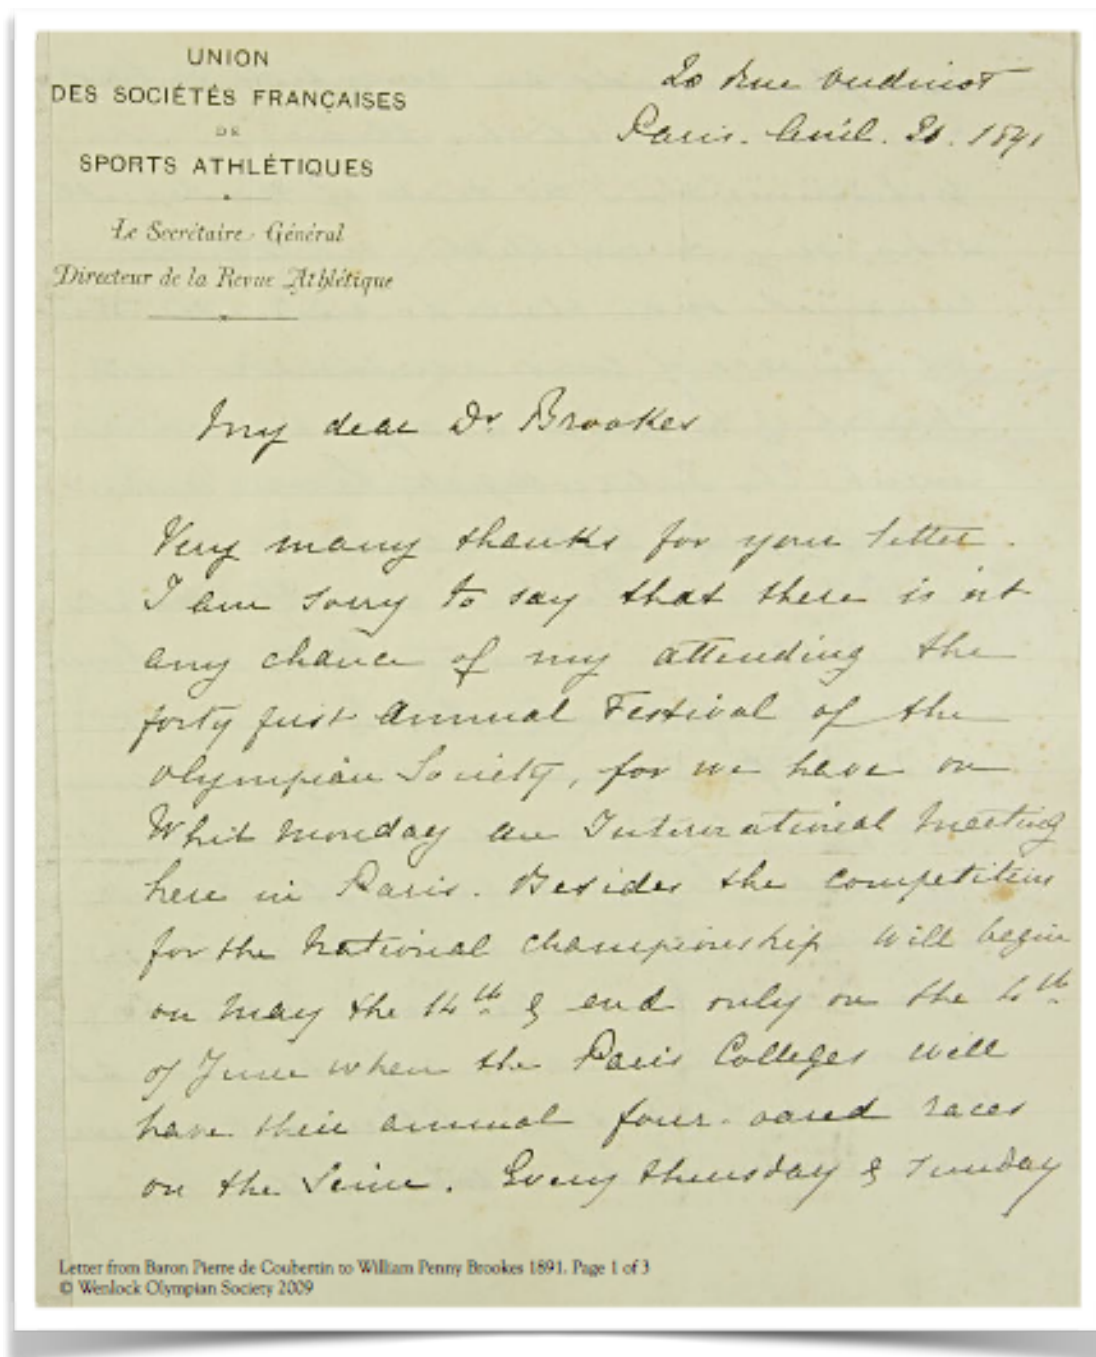 UNION
DES SOCIÉTÉS FRANÇAISES
DE
SPORTS ATHLÉTIQUES
Le Secrétaire-Général
Directeur de la Revue Athlétique
20 Rue Oudinot
Paris. Avril. 20. 1891
My dear Dr. Brookes
Very many thanks for your letter.
I am sorry to say that there is not
any chance of my attending the
forty first Annual Festival of the
Olympian Society, for we have on
Whit Monday an International Meeting
here in Paris. Besides the competitions
for the National Championship will begin
on May the 14th & end only on the 4th
of June when the Paris Colleges will
have their annual four-oared races
on the Seine. Every Thursday & Sunday
Letter from Baron Pierre de Coubertin to William Penny Brookes 1891. Page 1 of 3
© Wenlock Olympian Society 2009